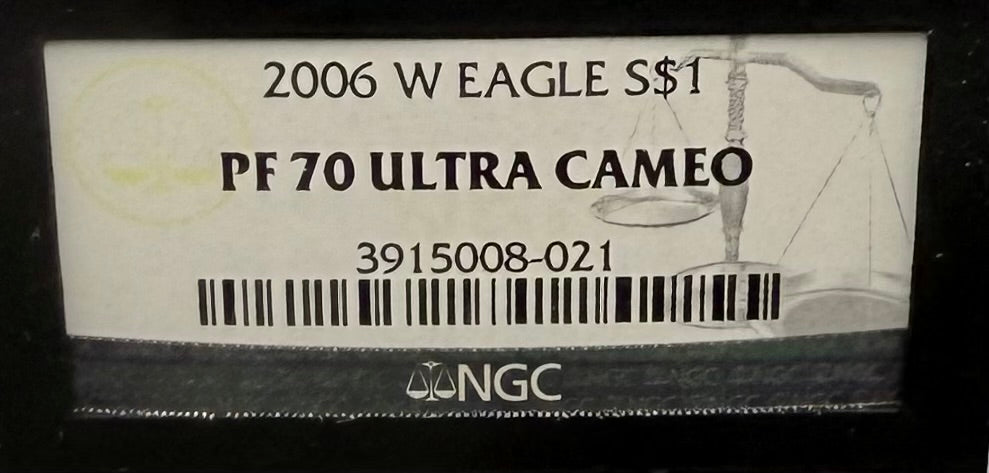 2006 W EAGLE S$1
PF 70 ULTRA CAMEO
3915008-021
NGC